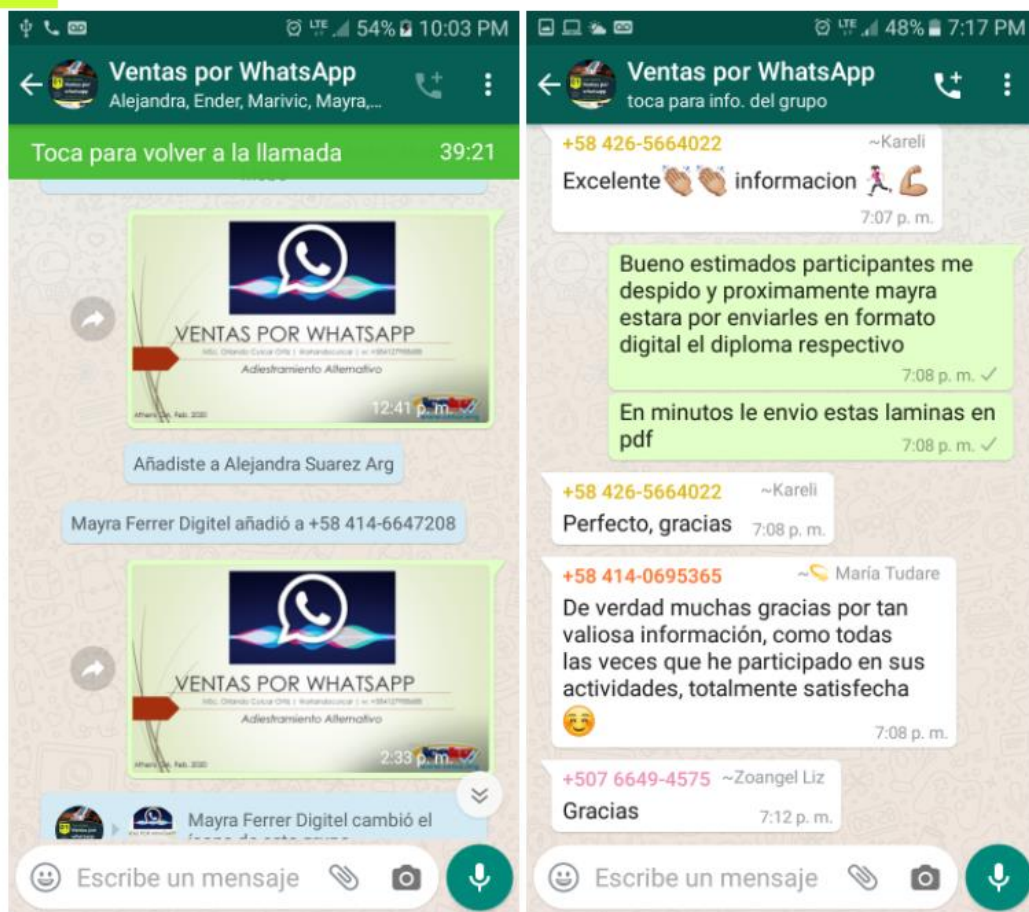 54% 10:03 PM
Ventas por WhatsApp
Alejandra, Ender, Marivic, Mayra,...
Toca para volver a la llamada 39:21
VENTAS POR WHATSAPP
Adiestramiento Alternativo
12:41 p. m.
Añadiste a Alejandra Suarez Arg
Mayra Ferrer Digitel añadió a +58 414-6647208
VENTAS POR WHATSAPP
Adiestramiento Alternativo
2:33 p. m.
Mayra Ferrer Digitel cambió el
Escribe un mensaje
LTE 48% 7:17 PM
Ventas por WhatsApp
toca para info. del grupo
+58 426-5664022 ~Kareli
Excelente👏🏽👏🏽 informacion 🏃🏻‍♀️💪🏽
7:07 p. m.
Bueno estimados participantes me
despido y proximamente mayra
estara por enviarles en formato
digital el diploma respectivo
7:08 p. m.
En minutos le envio estas laminas en
pdf 7:08 p. m.
+58 426-5664022 ~Kareli
Perfecto, gracias 7:08 p. m.
+58 414-0695365 ~💫 María Tudare
De verdad muchas gracias por tan
valiosa información, como todas
las veces que he participado en sus
actividades, totalmente satisfecha
☺️
7:08 p. m.
+507 6649-4575 ~Zoangel Liz
Gracias 7:12 p. m.
Escribe un mensaje